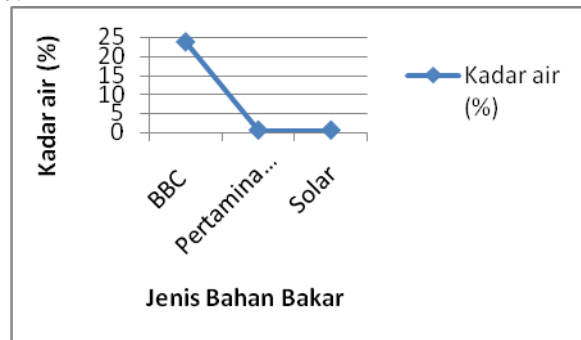 Kadar air (%)
25
20
15
10
5
0
BBC
Pertamina...
Solar
Jenis Bahan Bakar
Kadar air
(%)